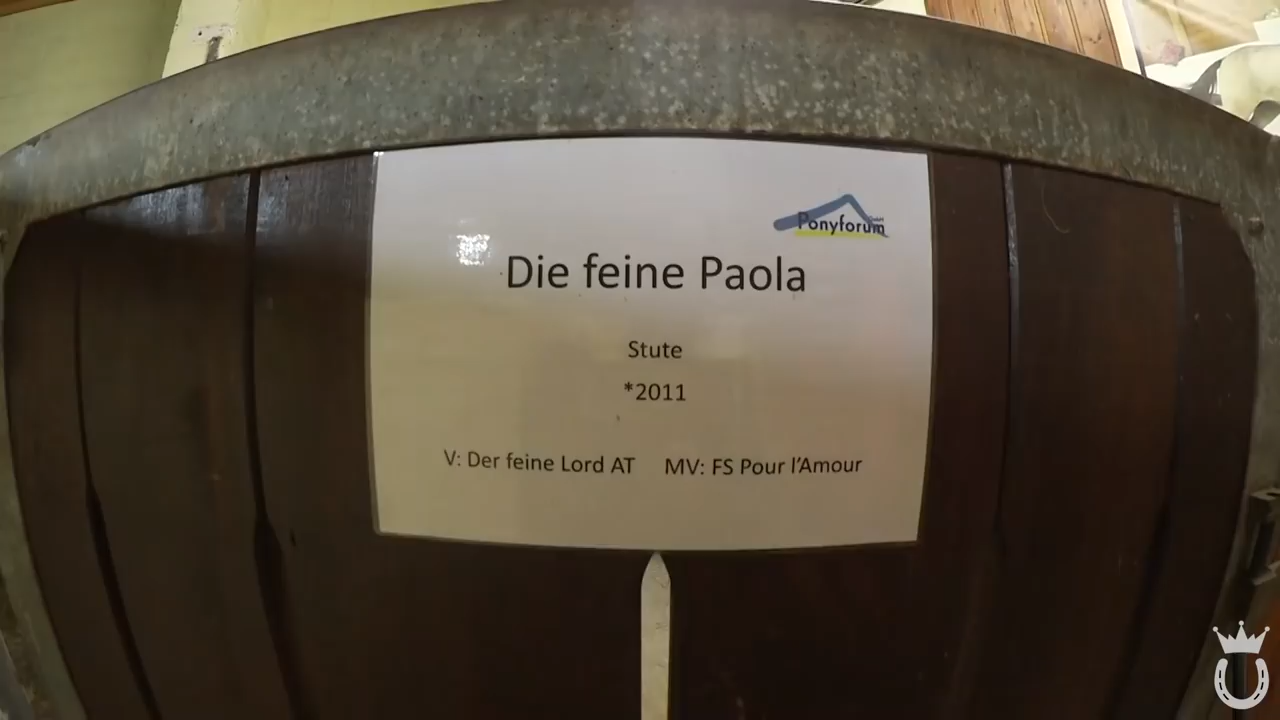 Ponyforum
Die feine Paola
Stute
*2011
V: Der feine Lord AT MV: FS Pour l'Amour